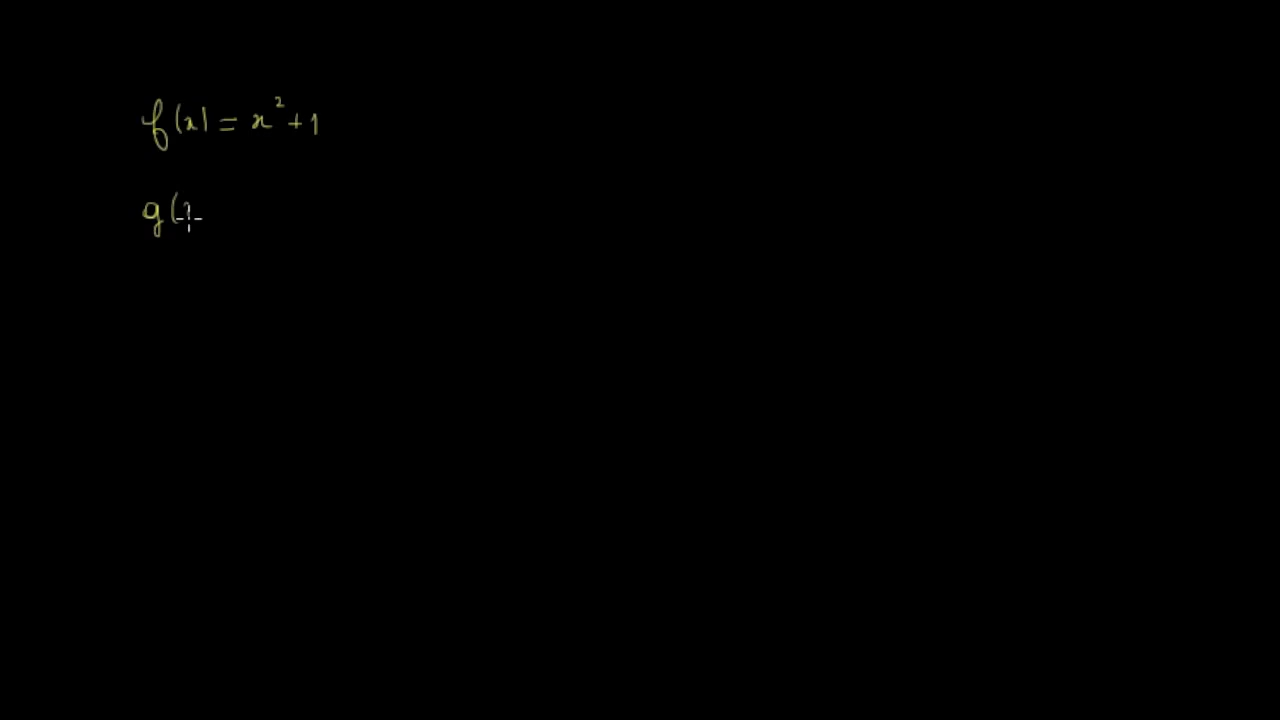 f(x) = x² + 1
g(